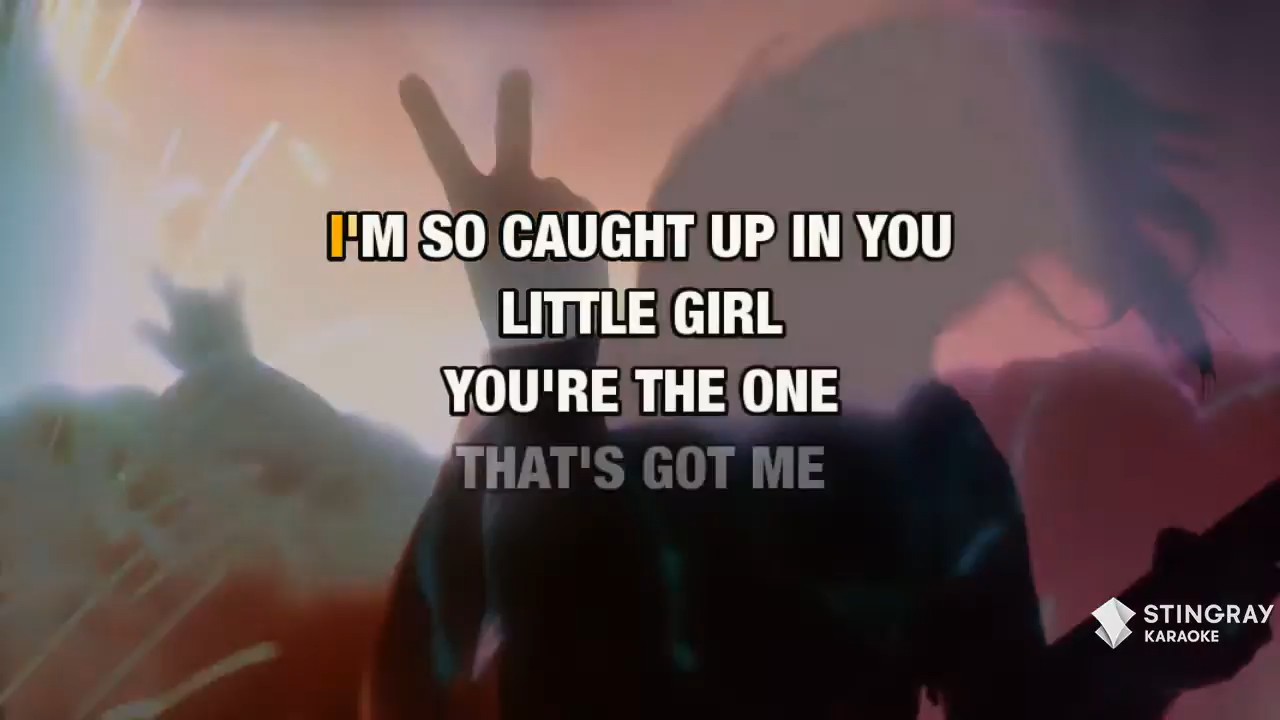 I'M SO CAUGHT UP IN YOU
LITTLE GIRL
YOU'RE THE ONE
THAT'S GOT ME
STINGRAY
KARAOKE